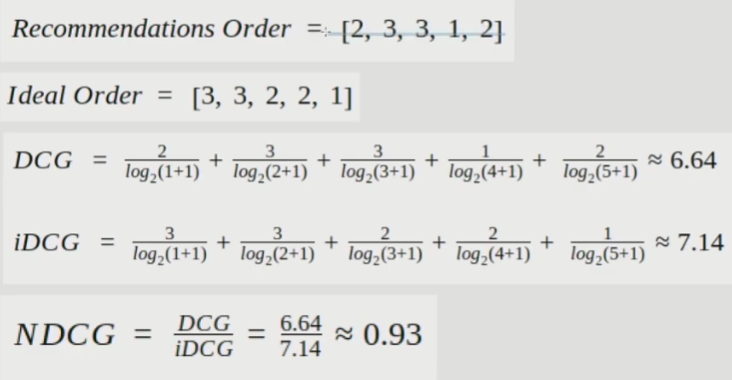 Recommendations Order = [2, 3, 3, 1, 2]
Ideal Order = [3, 3, 2, 2, 1]
DCG = 2/log₂(1+1) + 3/log₂(2+1) + 3/log₂(3+1) + 1/log₂(4+1) + 2/log₂(5+1) ≈ 6.64
iDCG = 3/log₂(1+1) + 3/log₂(2+1) + 2/log₂(3+1) + 2/log₂(4+1) + 1/log₂(5+1) ≈ 7.14
NDCG = DCG/iDCG = 6.64/7.14 ≈ 0.93